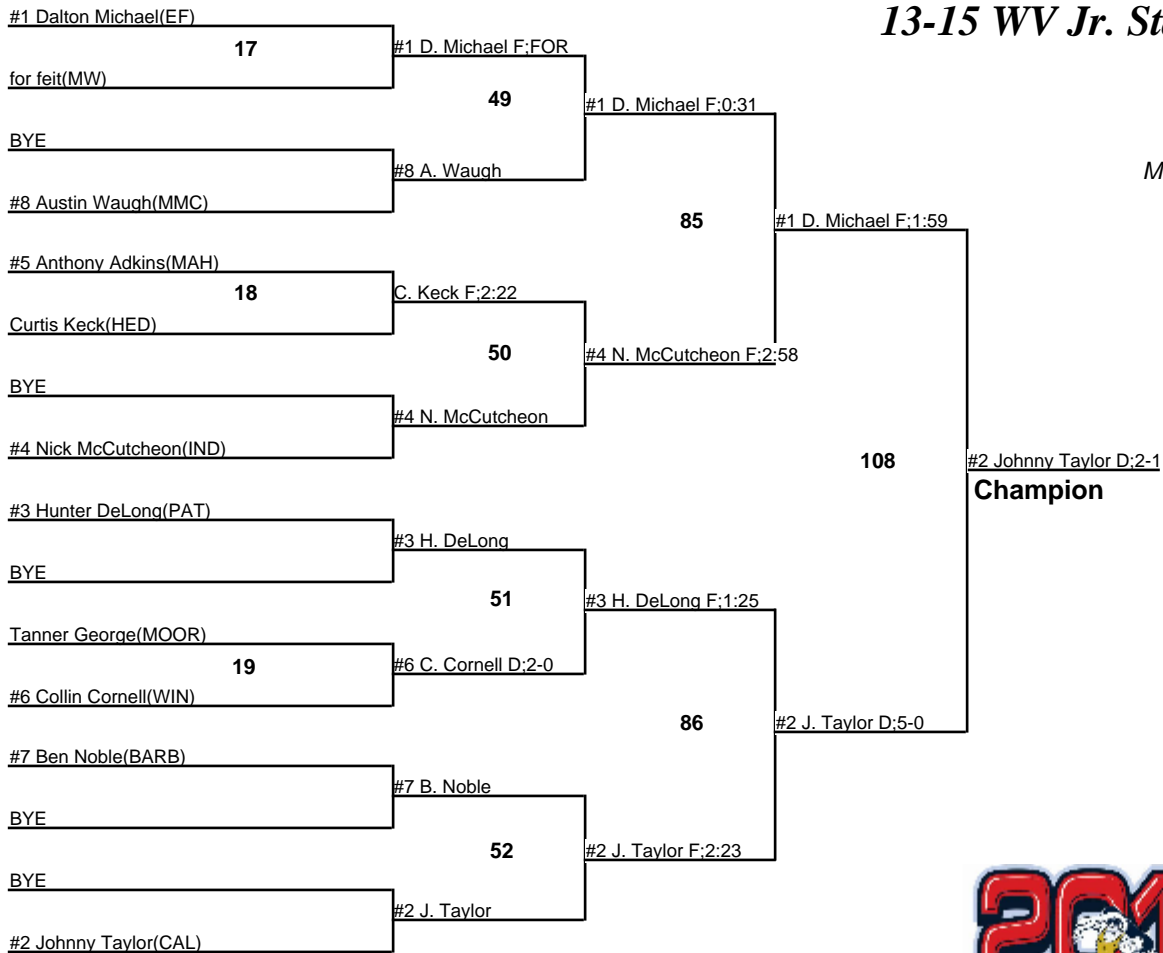 13-15 WV Jr. Sta
M
#1 Dalton Michael(EF)
17
for feit(MW)
#1 D. Michael F;FOR
49
BYE
#8 Austin Waugh(MMC)
#8 A. Waugh
#1 D. Michael F;0:31
85
#5 Anthony Adkins(MAH)
18
Curtis Keck(HED)
C. Keck F;2:22
50
BYE
#4 Nick McCutcheon(IND)
#4 N. McCutcheon
#4 N. McCutcheon F;2:58
#1 D. Michael F;1:59
108
#3 Hunter DeLong(PAT)
BYE
#3 H. DeLong
51
Tanner George(MOOR)
19
#6 Collin Cornell(WIN)
#6 C. Cornell D;2-0
#3 H. DeLong F;1:25
86
#7 Ben Noble(BARB)
BYE
#7 B. Noble
52
BYE
#2 Johnny Taylor(CAL)
#2 J. Taylor
#2 J. Taylor F;2:23
#2 J. Taylor D;5-0
#2 Johnny Taylor D;2-1
Champion
201